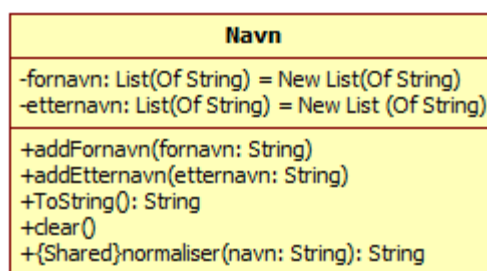 Navn
-fornavn: List(Of String) = New List(Of String)
-etternavn: List(Of String) = New List (Of String)
+addFornavn(fornavn: String)
+addEtternavn(etternavn: String)
+ToString(): String
+clear()
+{Shared}normaliser(navn: String): String